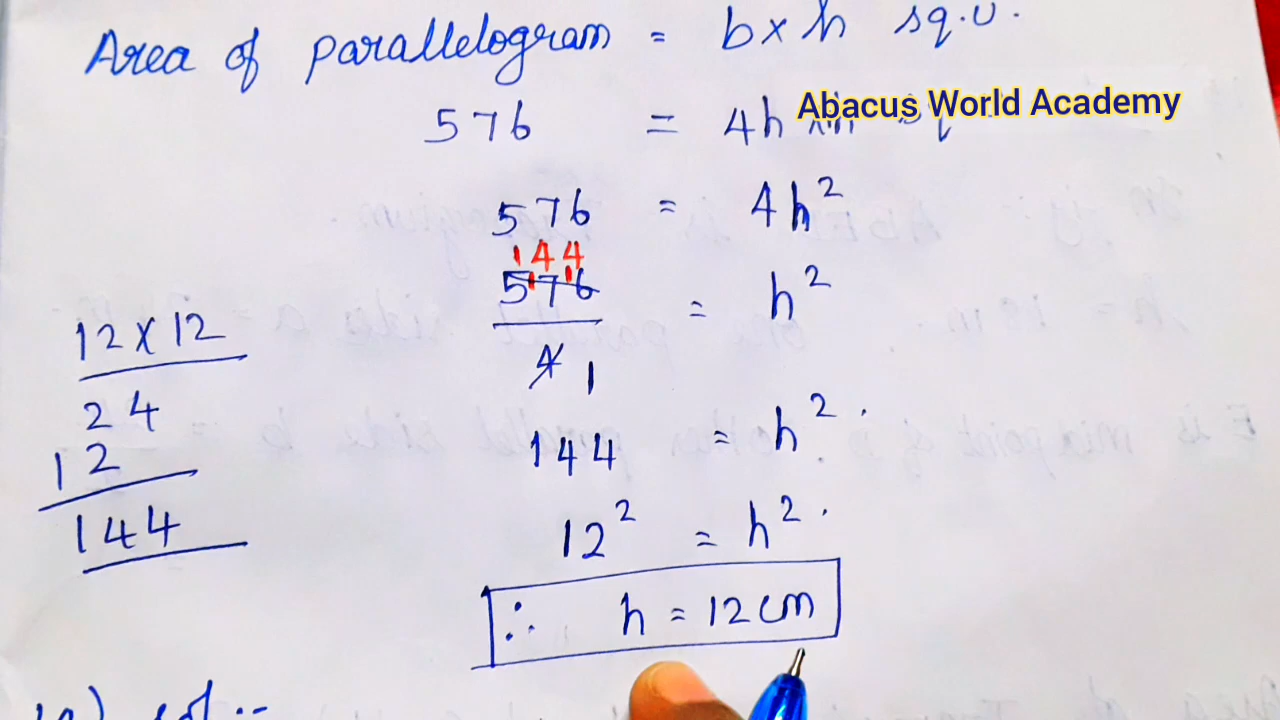 Area of parallelogram = b x h sq.u.
Abacus World Academy
576 = 4h
576 = 4h²
144
576 = h²
4 1
144 = h².
12² = h².
∴ h = 12 cm
12 x 12
24
12
144